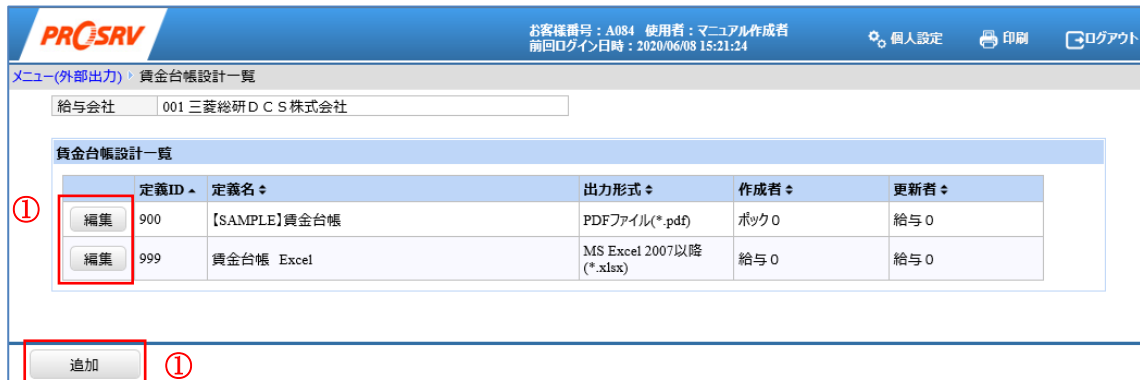 PROSRV
お客様番号：A084 使用者：マニュアル作成者
前回ログイン日時：2020/06/08 15:21:24
個人設定 印刷 ログアウト
メニュー(外部出力) 賃金台帳設計一覧
給与会社 001 三菱総研ＤＣＳ株式会社
賃金台帳設計一覧
定義ID 定義名 出力形式 作成者 更新者
①
編集 900 【SAMPLE】賃金台帳 PDFファイル(*.pdf) ポック０ 給与０
編集 999 賃金台帳 Excel MS Excel 2007以降 (*.xlsx) 給与０ 給与０
追加 ①